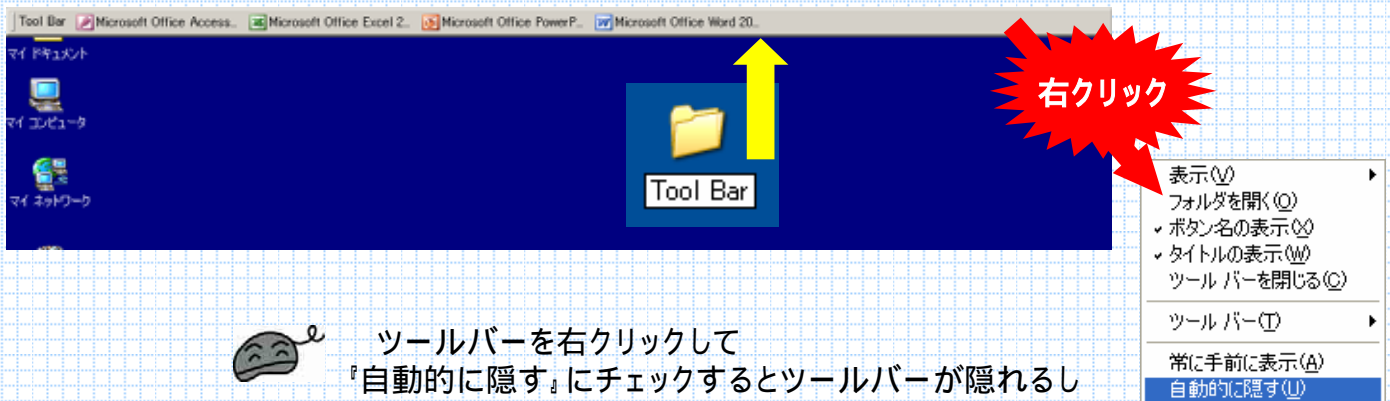 Tool Bar Microsoft Office Access... Microsoft Office Excel 2... Microsoft Office PowerP... Microsoft Office Word 20...
マイ ドキュメント
マイ コンピュータ
マイ ネットワーク
Tool Bar
右クリック
表示(V)
フォルダを開く(O)
ボタン名の表示(X)
タイトルの表示(W)
ツール バーを閉じる(C)
ツール バー(T)
常に手前に表示(A)
自動的に隠す(U)
ツールバーを右クリックして
『自動的に隠す』にチェックするとツールバーが隠れるし